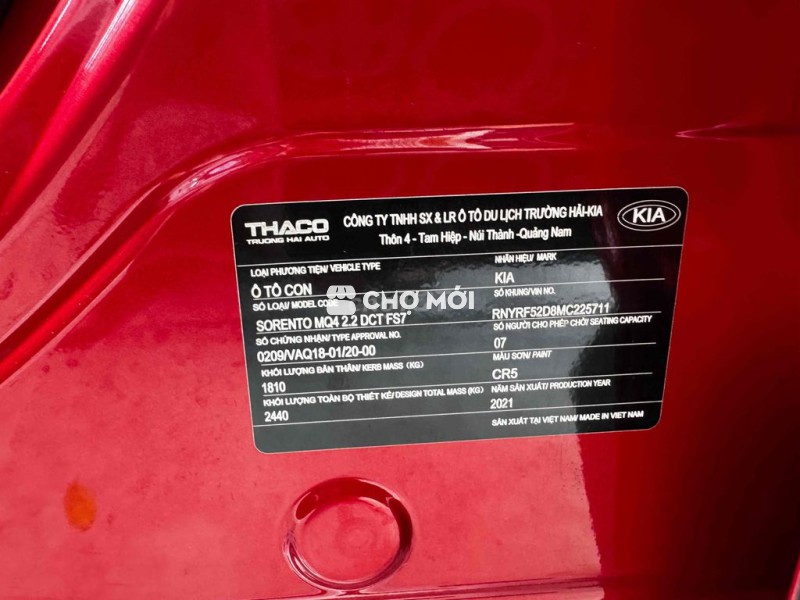 THACO
TRUONG HAI AUTO
CÔNG TY TNHH SX & LR Ô TÔ DU LỊCH TRƯỜNG HẢI-KIA
Thôn 4 - Tam Hiệp - Núi Thành -Quảng Nam
KIA
LOẠI PHƯƠNG TIỆN/ VEHICLE TYPE
NHÃN HIỆU/ MARK
Ô TÔ CON
KIA
SỐ LOẠI/ MODEL CODE
SỐ KHUNG/VIN NO.
CHỢ MỚI
SORENTO MQ4 2.2 DCT FS7
RNYRF52D8MC225711
SỐ CHỨNG NHẬN/ TYPE APPROVAL NO.
SỐ NGƯỜI CHO PHÉP CHỞ/ SEATING CAPACITY
0209/VAQ18-01/20-00
07
KHỐI LƯỢNG BẢN THÂN/ KERB MASS (KG)
MÀU SƠN/ PAINT
1810
CR5
KHỐI LƯỢNG TOÀN BỘ THIẾT KẾ/ DESIGN TOTAL MASS (KG)
NĂM SẢN XUẤT/ PRODUCTION YEAR
2440
2021
SẢN XUẤT TẠI VIỆT NAM/ MADE IN VIET NAM